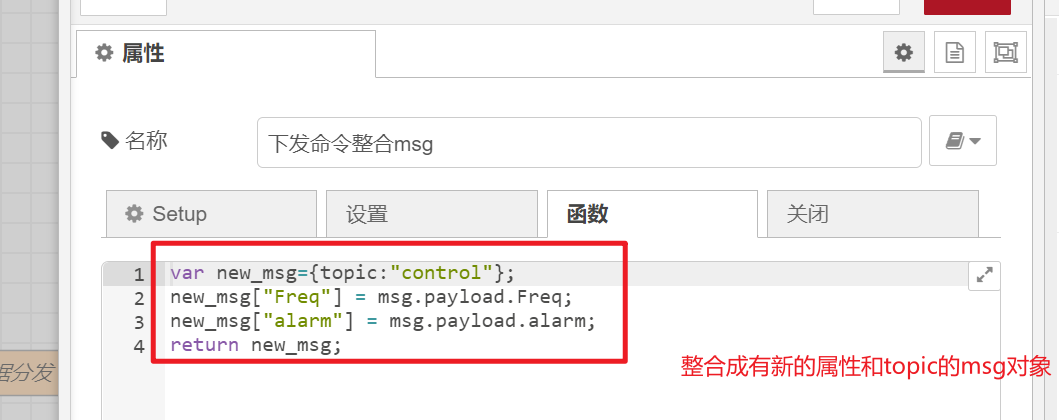 属性
名称
下发命令整合msg
Setup
设置
函数
关闭
1 var new_msg={topic:"control"};
2 new_msg["Freq"] = msg.payload.Freq;
3 new_msg["alarm"] = msg.payload.alarm;
4 return new_msg;
据分发
整合成有新的属性和topic的msg对象